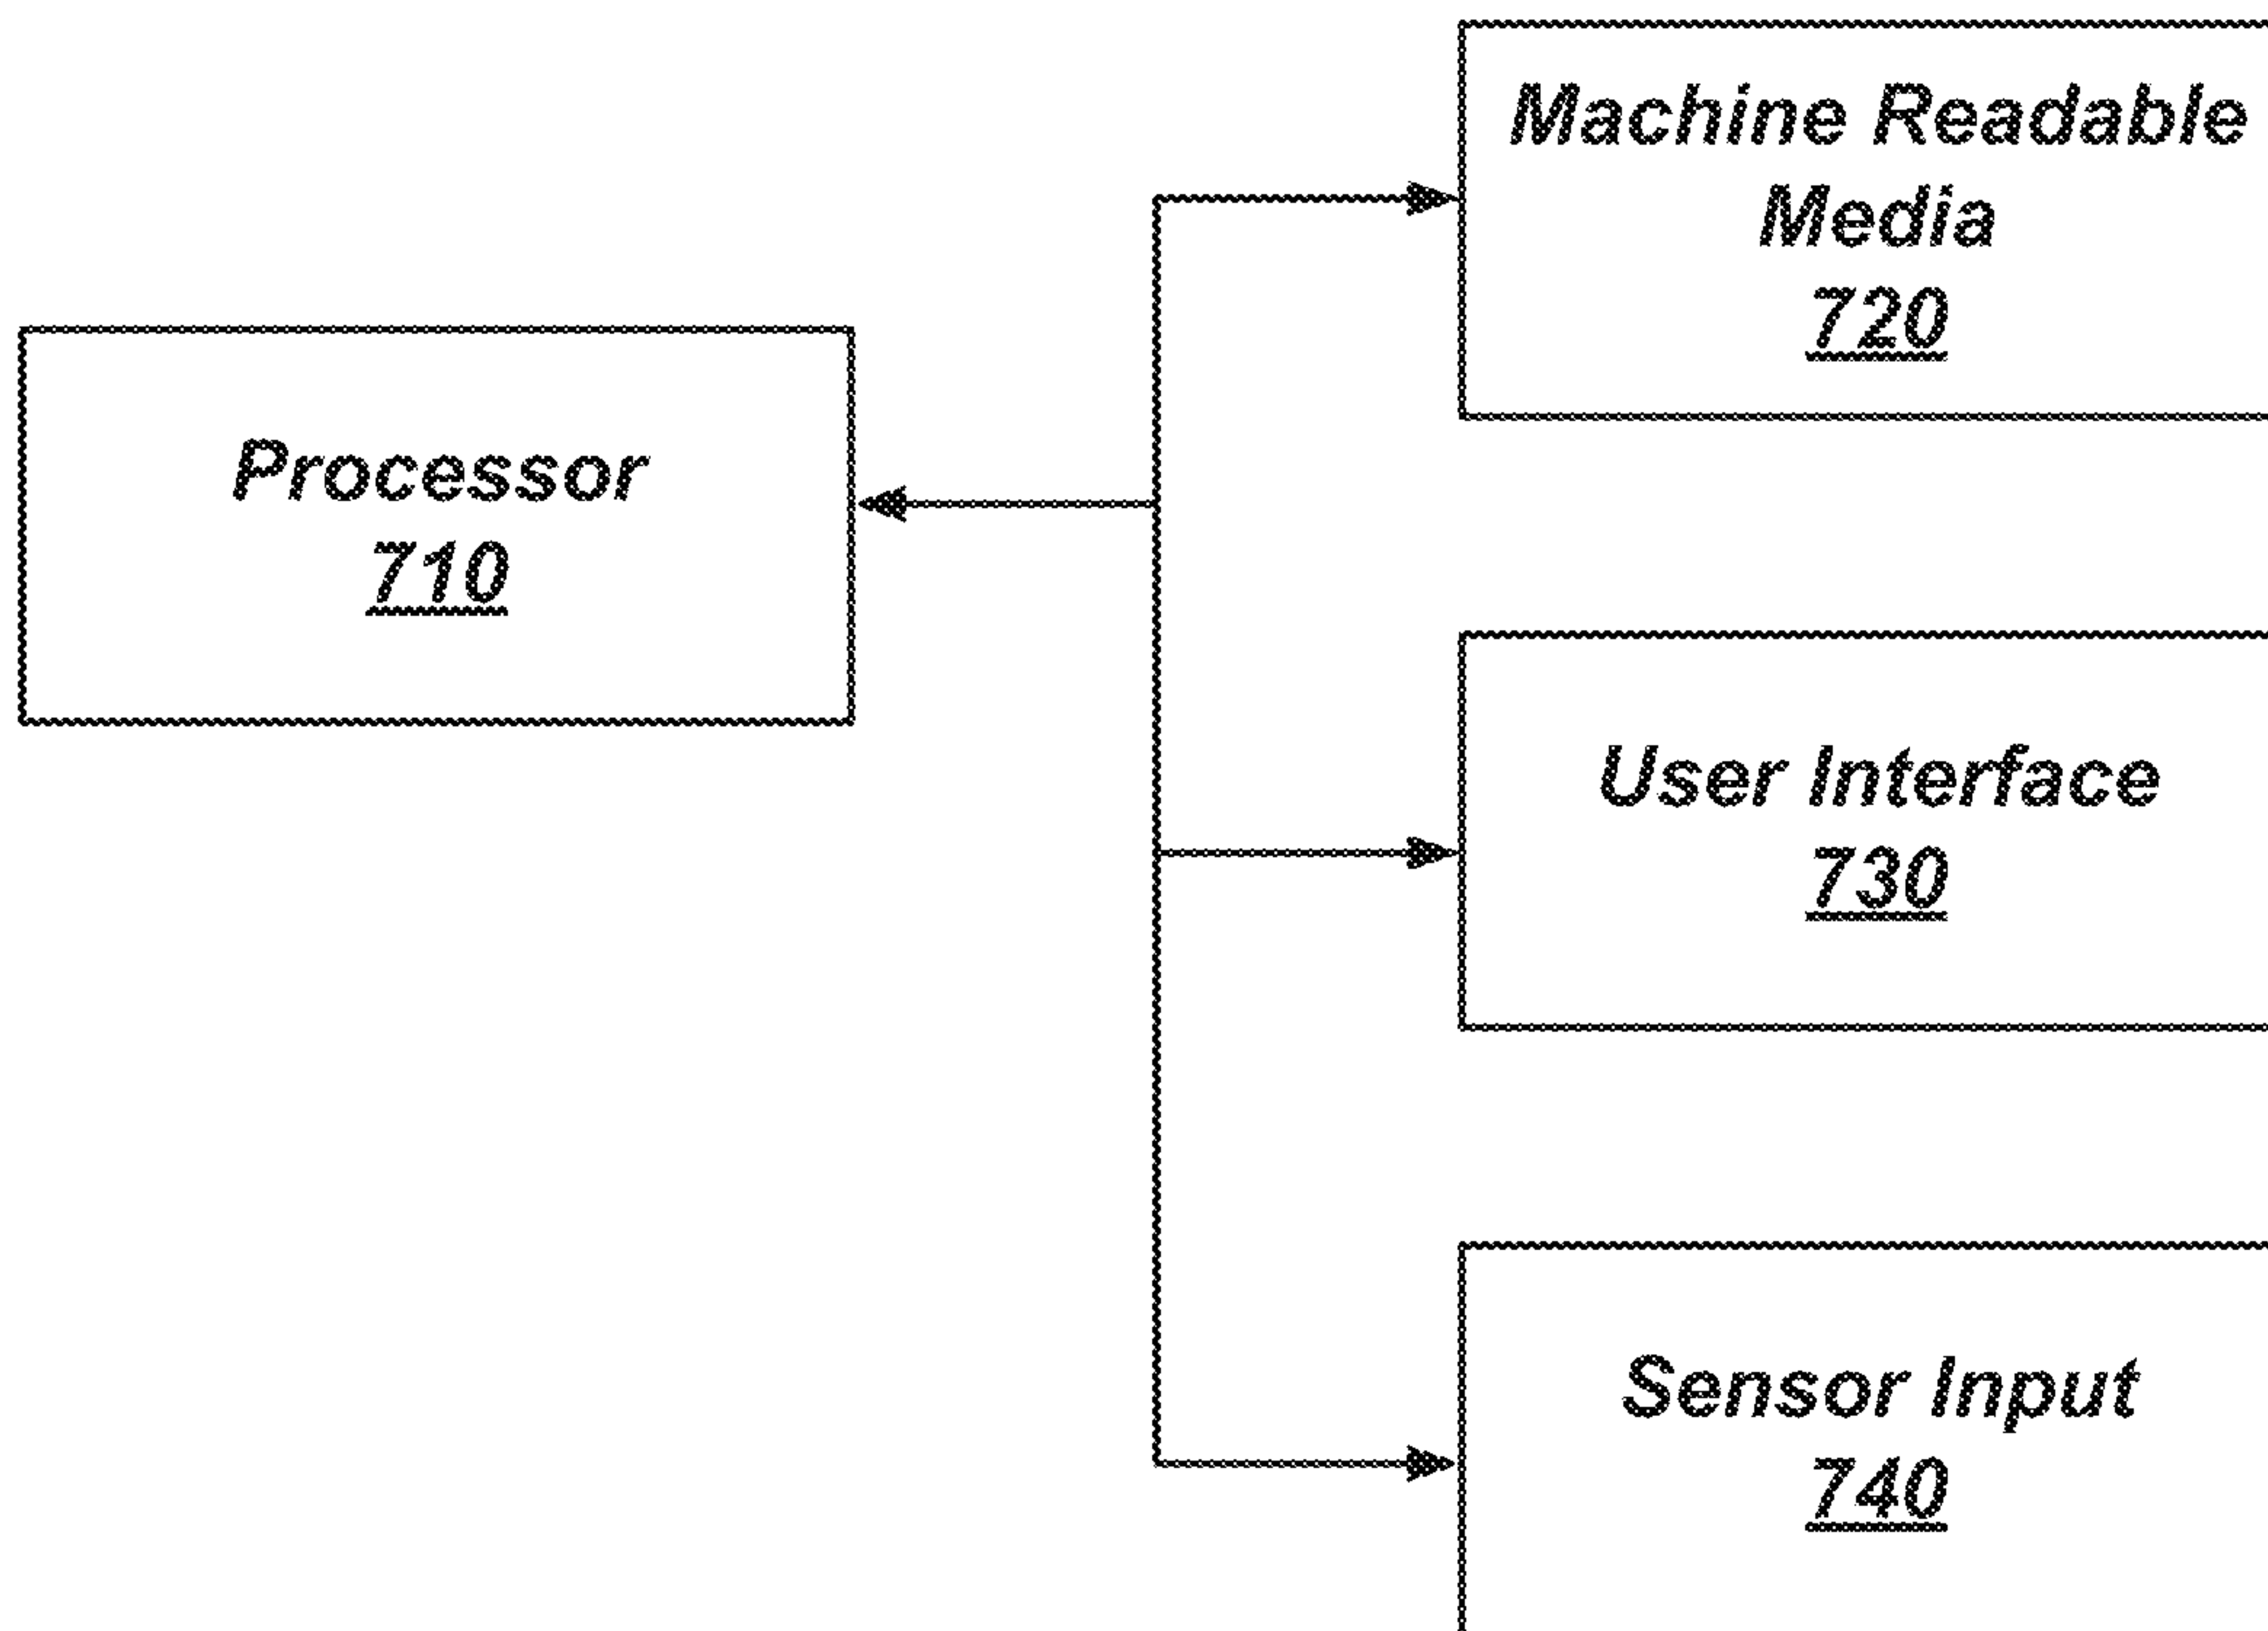 Machine Readable
Media
720
Processor
710
User Interface
730
Sensor Input
740